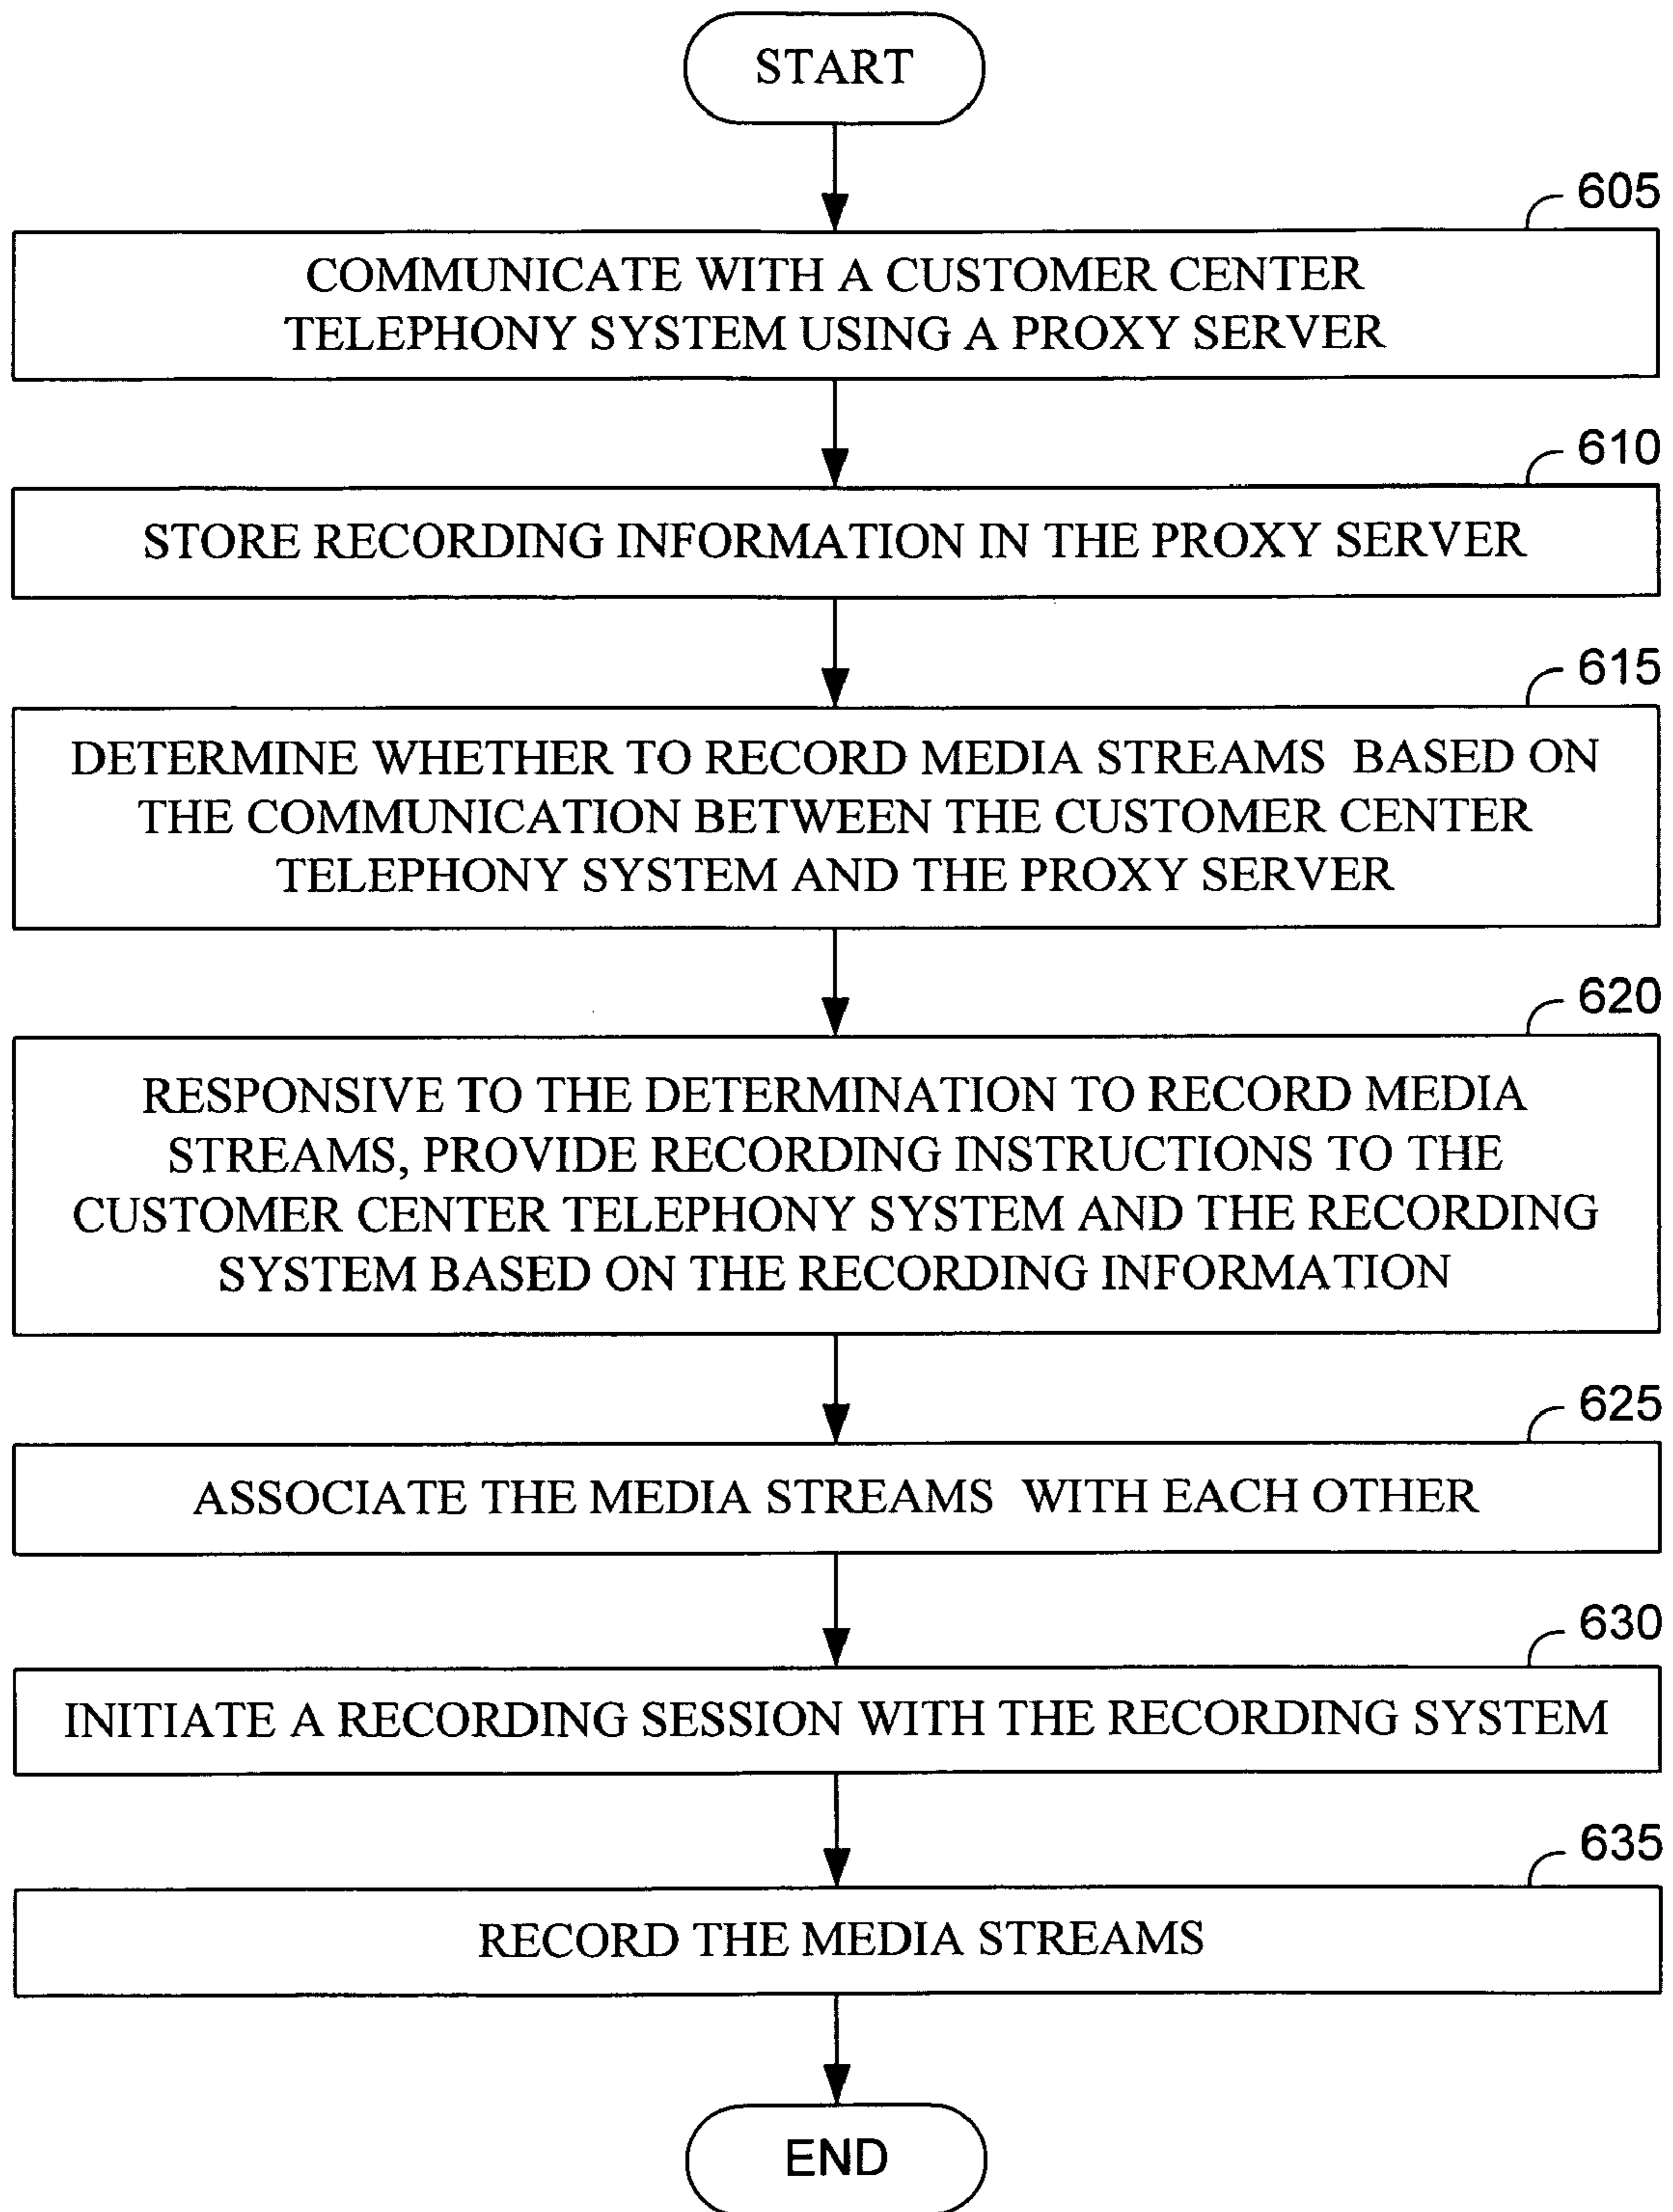 START
605
COMMUNICATE WITH A CUSTOMER CENTER
TELEPHONY SYSTEM USING A PROXY SERVER
610
STORE RECORDING INFORMATION IN THE PROXY SERVER
615
DETERMINE WHETHER TO RECORD MEDIA STREAMS BASED ON
THE COMMUNICATION BETWEEN THE CUSTOMER CENTER
TELEPHONY SYSTEM AND THE PROXY SERVER
620
RESPONSIVE TO THE DETERMINATION TO RECORD MEDIA
STREAMS, PROVIDE RECORDING INSTRUCTIONS TO THE
CUSTOMER CENTER TELEPHONY SYSTEM AND THE RECORDING
SYSTEM BASED ON THE RECORDING INFORMATION
625
ASSOCIATE THE MEDIA STREAMS WITH EACH OTHER
630
INITIATE A RECORDING SESSION WITH THE RECORDING SYSTEM
635
RECORD THE MEDIA STREAMS
END